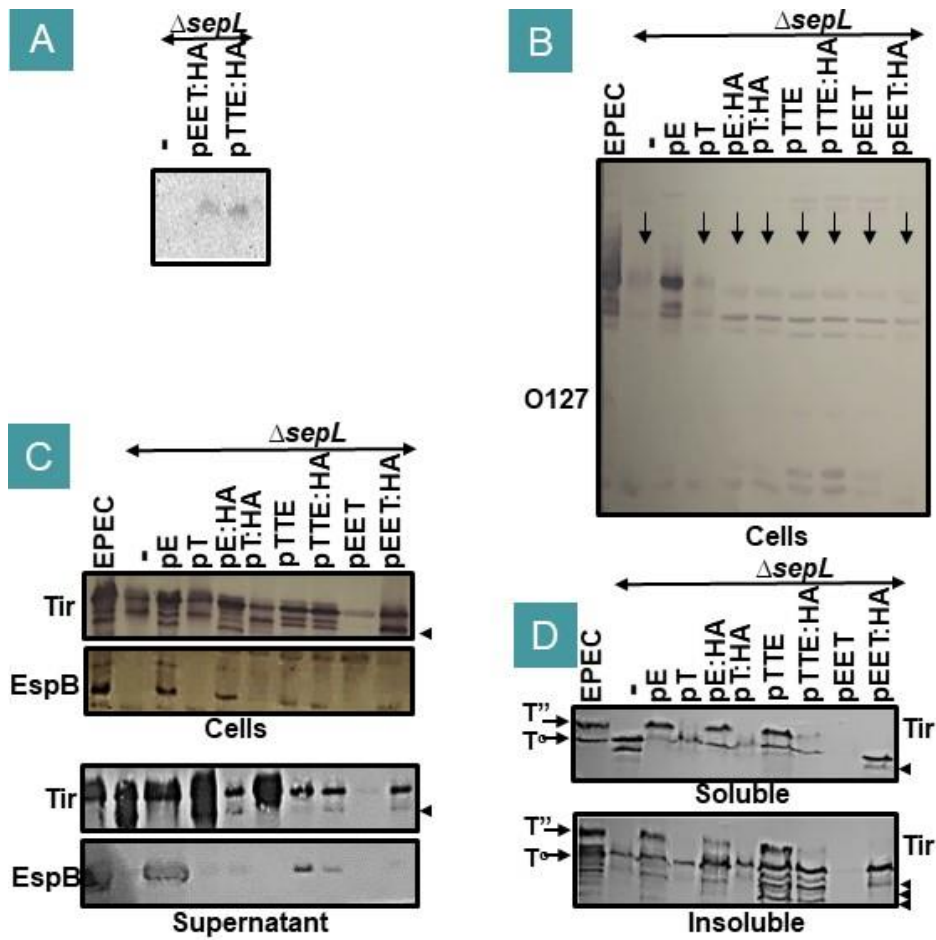 A
ΔsepL
-
pEET:HA
pTTE:HA
B
ΔsepL
EPEC
-
pE
pT
pE:HA
pT:HA
pTTE
pTTE:HA
pEET
pEET:HA
O127
Cells
C
ΔsepL
EPEC
-
pE
pT
pE:HA
pT:HA
pTTE
pTTE:HA
pEET
pEET:HA
Tir
EspB
Cells
Tir
EspB
Supernatant
D
ΔsepL
EPEC
-
pE
pT
pE:HA
pT:HA
pTTE
pTTE:HA
pEET
pEET:HA
T”
T°
Tir
Soluble
T”
T°
Tir
Insoluble